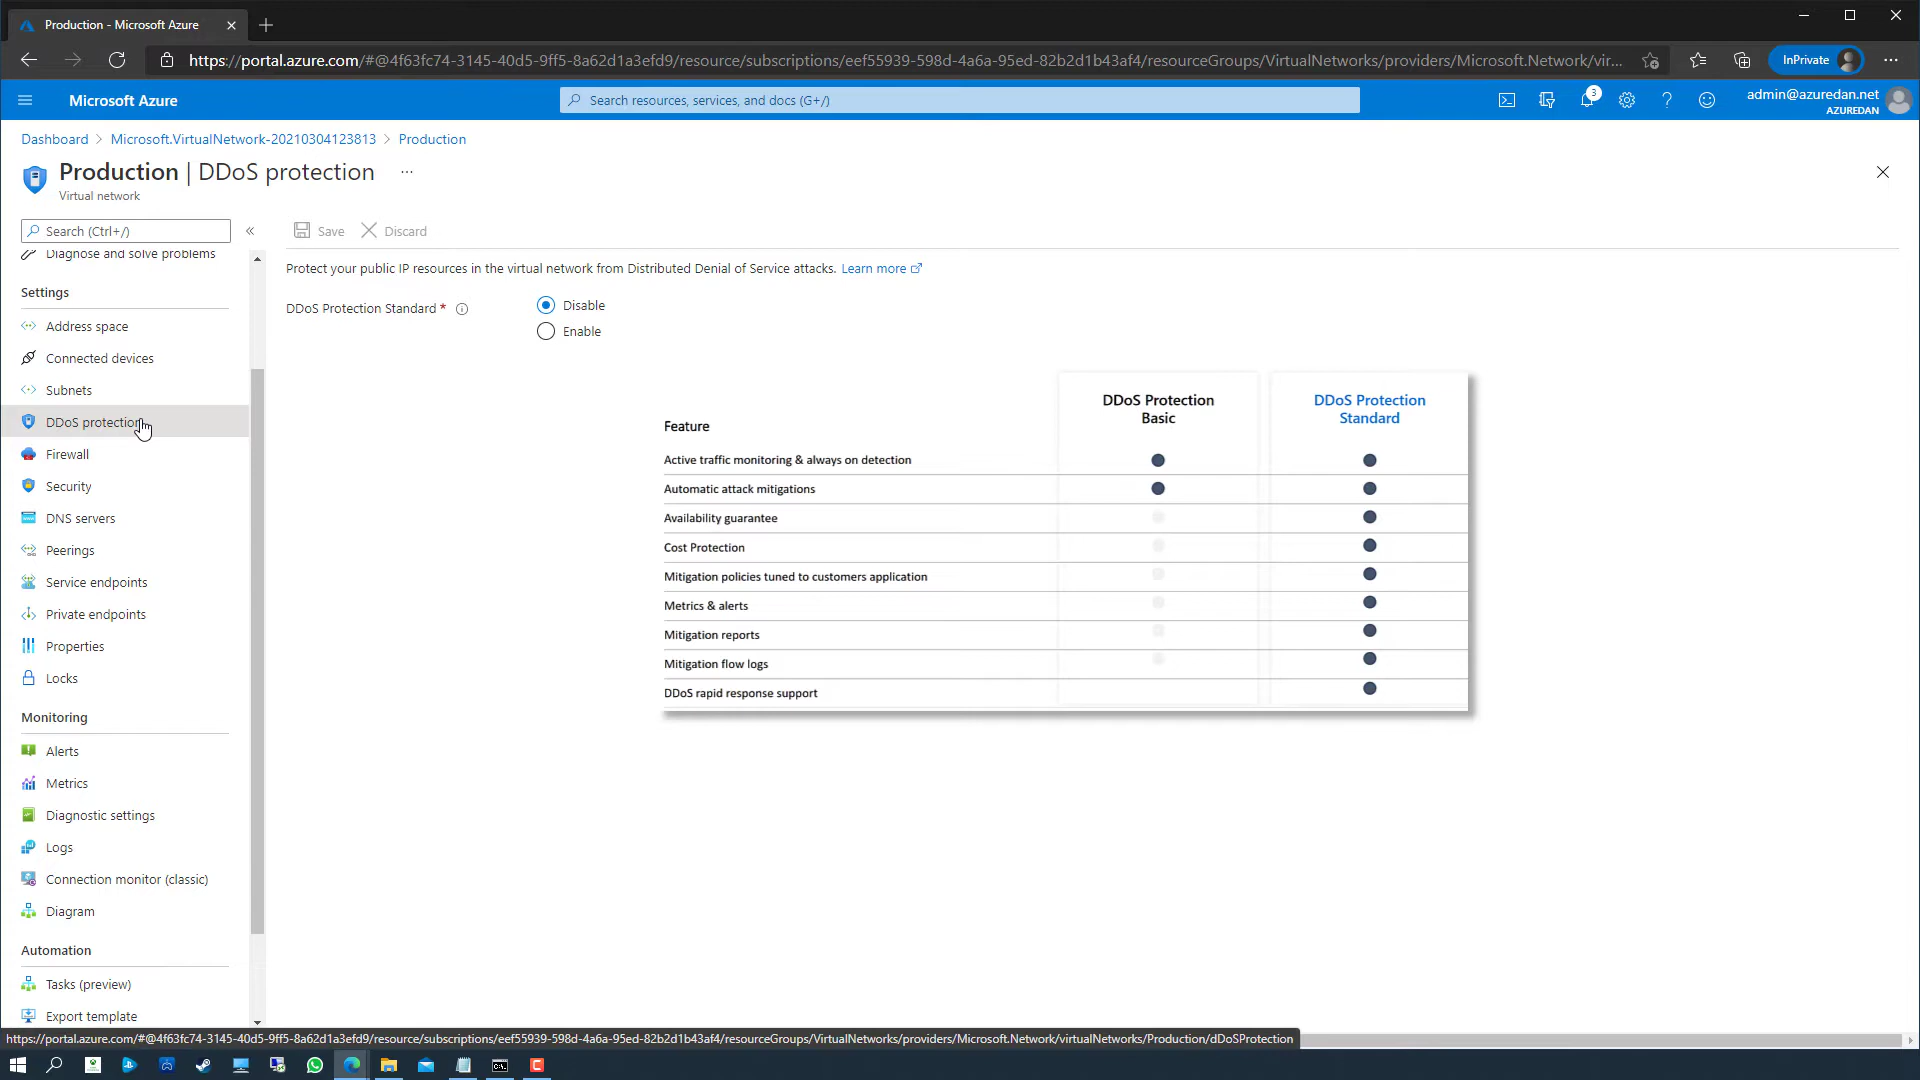 Production - Microsoft Azure
https://portal.azure.com/#@4f63fc74-3145-40d5-9ff5-8a62d1a3efd9/resource/subscriptions/eef55939-598d-4a6a-95ed-82b2d1b43af4/resourceGroups/VirtualNetworks/providers/Microsoft.Network/vir...
InPrivate
Microsoft Azure
Search resources, services, and docs (G+/)
3
admin@azuredan.net
AZUREDAN
Dashboard > Microsoft.VirtualNetwork-20210304123813 > Production
Production | DDoS protection ...
Virtual network
Search (Ctrl+/)
«
Save
Discard
Diagnose and solve problems
Settings
Address space
Connected devices
Subnets
DDoS protection
Firewall
Security
DNS servers
Peerings
Service endpoints
Private endpoints
Properties
Locks
Monitoring
Alerts
Metrics
Diagnostic settings
Logs
Connection monitor (classic)
Diagram
Automation
Tasks (preview)
Export template
Protect your public IP resources in the virtual network from Distributed Denial of Service attacks. Learn more
DDoS Protection Standard *
Disable
Enable
Feature
DDoS Protection
Basic
DDoS Protection
Standard
Active traffic monitoring & always on detection
Automatic attack mitigations
Availability guarantee
Cost Protection
Mitigation policies tuned to customers application
Metrics & alerts
Mitigation reports
Mitigation flow logs
DDoS rapid response support
https://portal.azure.com/#@4f63fc74-3145-40d5-9ff5-8a62d1a3efd9/resource/subscriptions/eef55939-598d-4a6a-95ed-82b2d1b43af4/resourceGroups/VirtualNetworks/providers/Microsoft.Network/virtualNetworks/Production/dDoSProtection